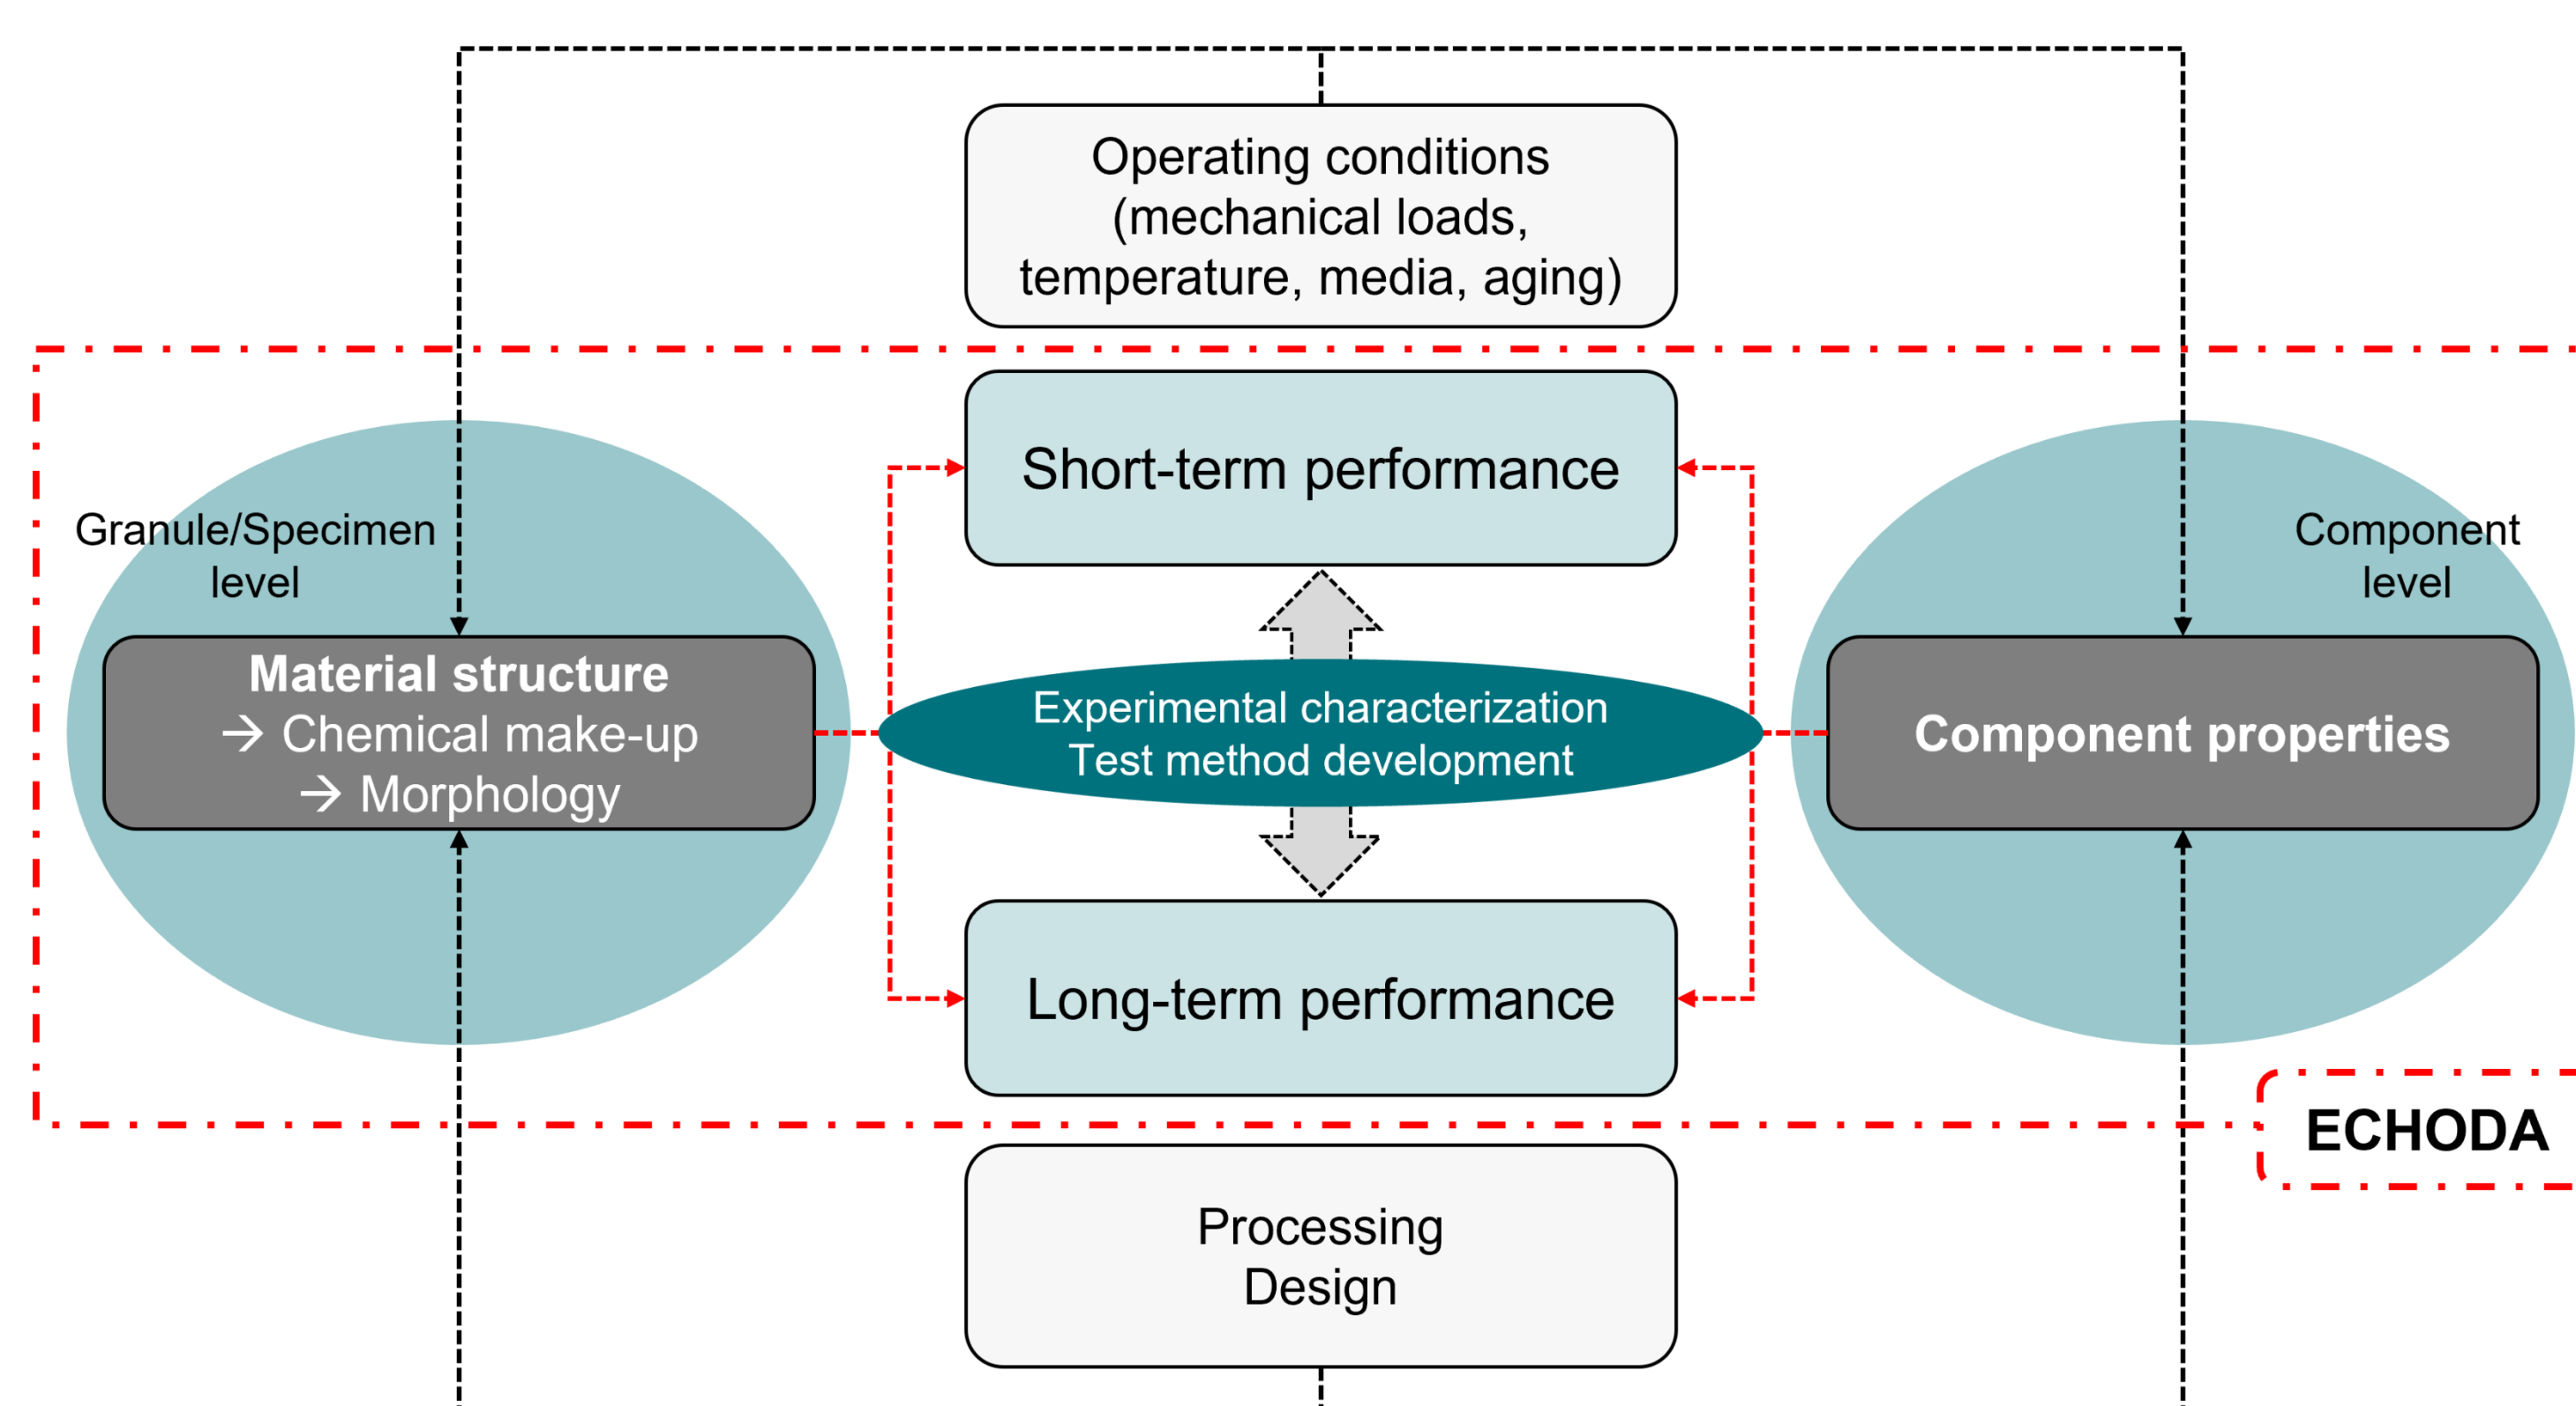 Operating conditions
(mechanical loads,
temperature, media, aging)
Short-term performance
Granule/Specimen
level
Component
level
Material structure
→ Chemical make-up
→ Morphology
Experimental characterization
Test method development
Component properties
Long-term performance
ECHODA
Processing
Design